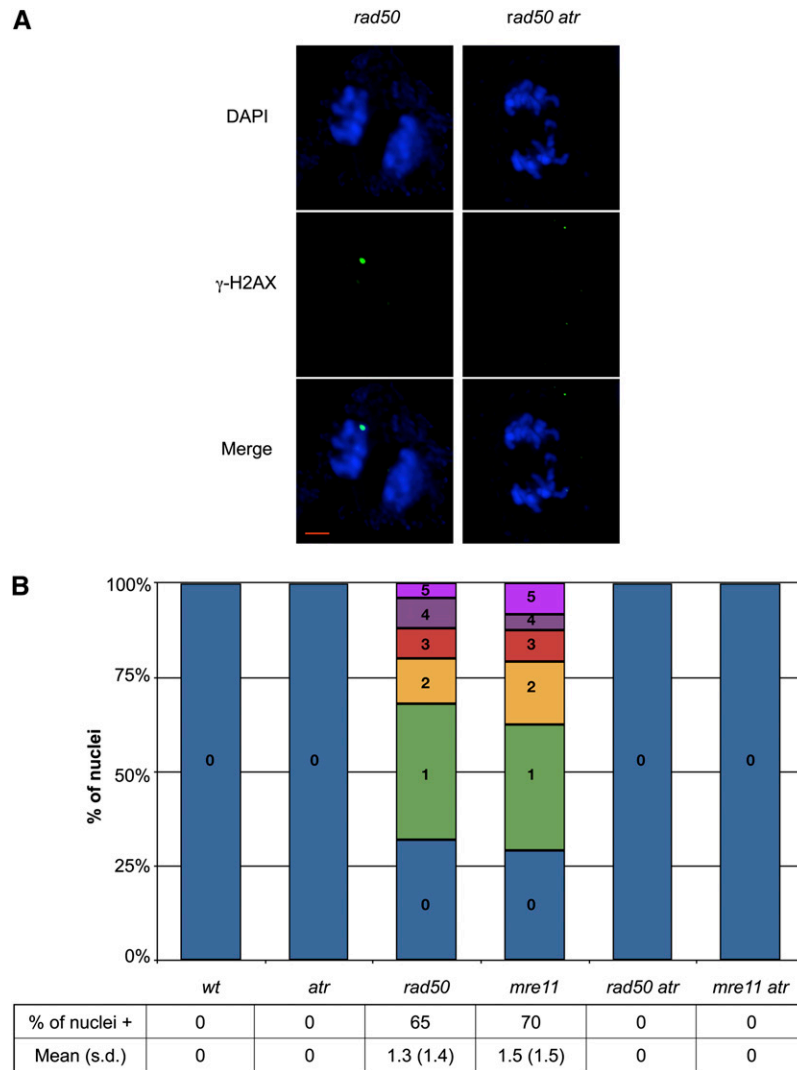 A
rad50
rad50 atr
DAPI
γ-H2AX
Merge
B
100%
75%
50%
25%
0%
% of nuclei
0
0
5
4
3
2
1
0
5
4
3
2
1
0
0
0
wt atr rad50 mre11 rad50 atr mre11 atr
% of nuclei + 0 0 65 70 0 0
Mean (s.d.) 0 0 1.3 (1.4) 1.5 (1.5) 0 0